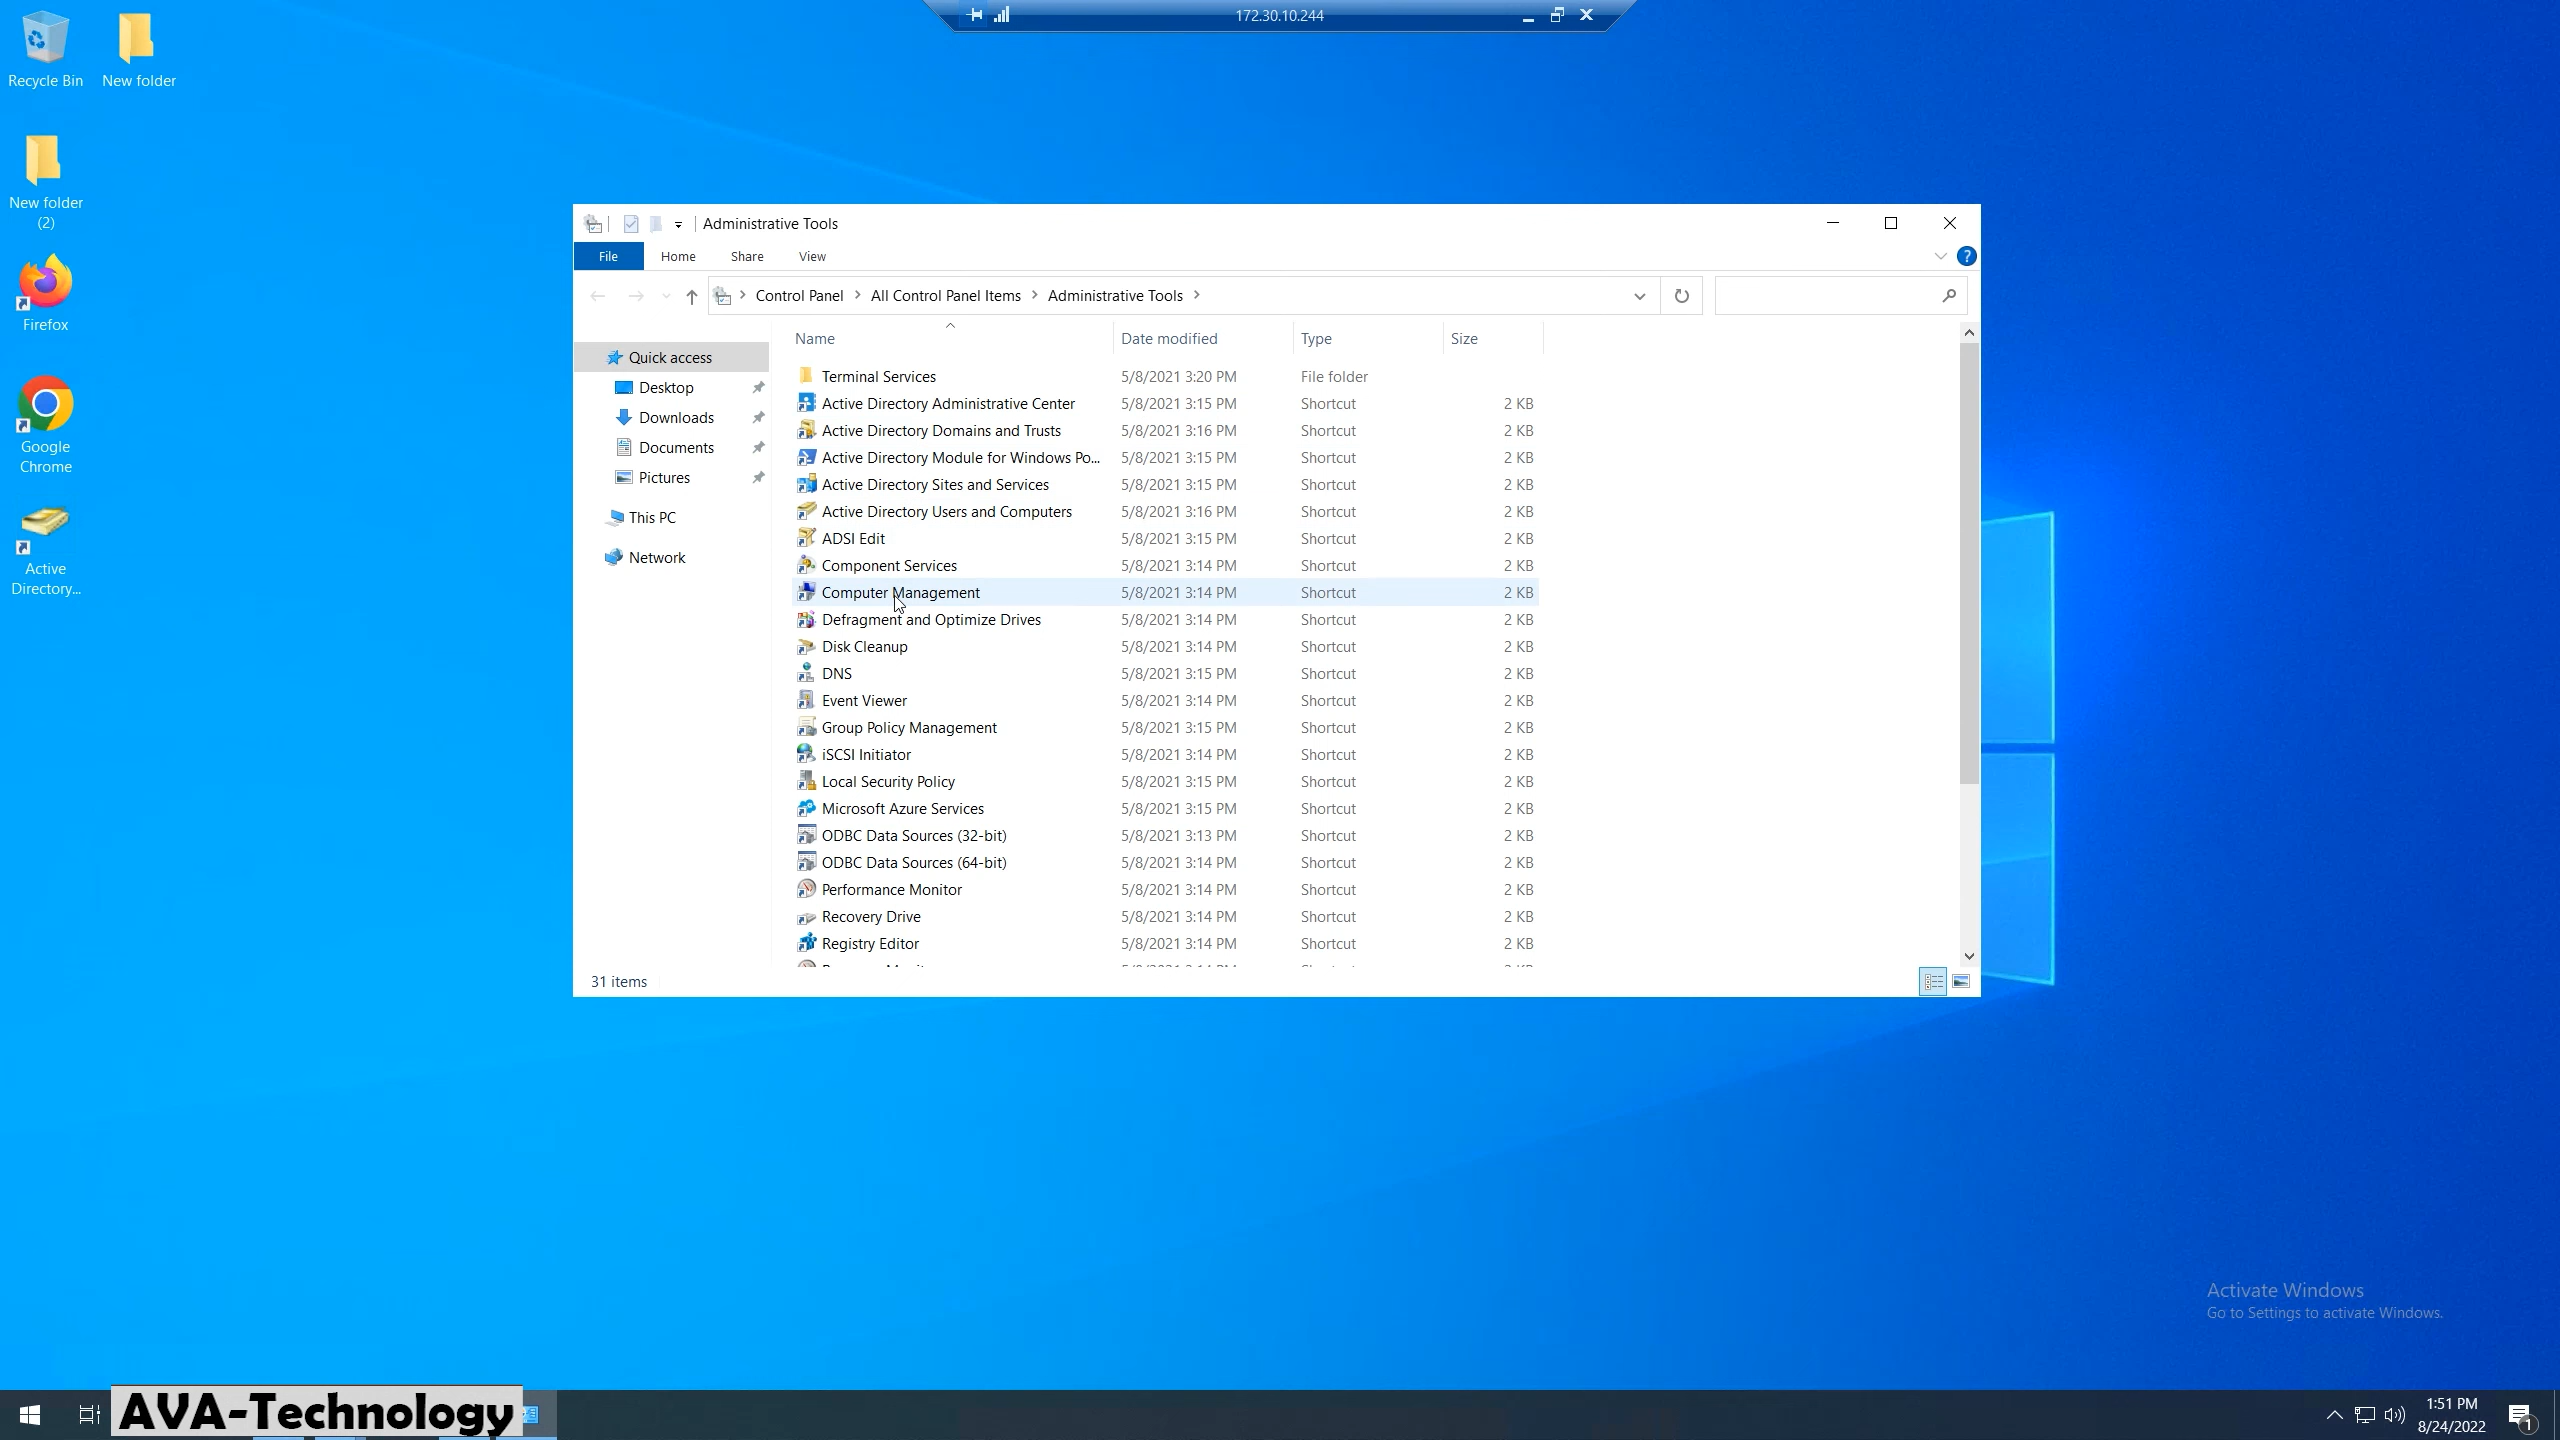 172.30.10.244
Recycle Bin
New folder
New folder
(2)
Firefox
Google
Chrome
Active
Directory...
Administrative Tools
File
Home
Share
View
Control Panel
All Control Panel Items
Administrative Tools
Name
Date modified
Type
Size
Quick access
Desktop
Downloads
Documents
Pictures
This PC
Network
Terminal Services 5/8/2021 3:20 PM File folder
Active Directory Administrative Center 5/8/2021 3:15 PM Shortcut 2 KB
Active Directory Domains and Trusts 5/8/2021 3:16 PM Shortcut 2 KB
Active Directory Module for Windows Po... 5/8/2021 3:15 PM Shortcut 2 KB
Active Directory Sites and Services 5/8/2021 3:15 PM Shortcut 2 KB
Active Directory Users and Computers 5/8/2021 3:16 PM Shortcut 2 KB
ADSI Edit 5/8/2021 3:15 PM Shortcut 2 KB
Component Services 5/8/2021 3:14 PM Shortcut 2 KB
Computer Management 5/8/2021 3:14 PM Shortcut 2 KB
Defragment and Optimize Drives 5/8/2021 3:14 PM Shortcut 2 KB
Disk Cleanup 5/8/2021 3:14 PM Shortcut 2 KB
DNS 5/8/2021 3:15 PM Shortcut 2 KB
Event Viewer 5/8/2021 3:14 PM Shortcut 2 KB
Group Policy Management 5/8/2021 3:15 PM Shortcut 2 KB
iSCSI Initiator 5/8/2021 3:14 PM Shortcut 2 KB
Local Security Policy 5/8/2021 3:15 PM Shortcut 2 KB
Microsoft Azure Services 5/8/2021 3:15 PM Shortcut 2 KB
ODBC Data Sources (32-bit) 5/8/2021 3:13 PM Shortcut 2 KB
ODBC Data Sources (64-bit) 5/8/2021 3:14 PM Shortcut 2 KB
Performance Monitor 5/8/2021 3:14 PM Shortcut 2 KB
Recovery Drive 5/8/2021 3:14 PM Shortcut 2 KB
Registry Editor 5/8/2021 3:14 PM Shortcut 2 KB
31 items
Activate Windows
Go to Settings to activate Windows.
AVA-Technology
1:51 PM
8/24/2022
1